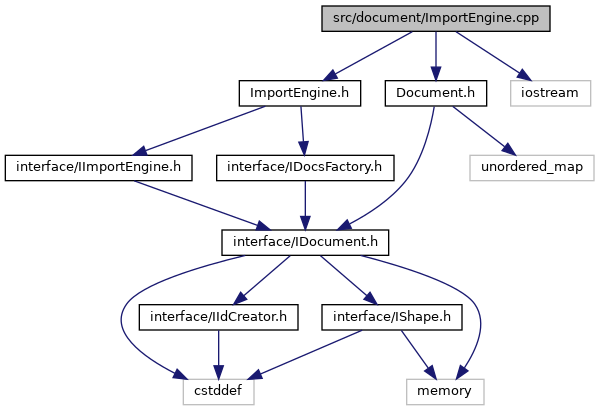 src/document/ImportEngine.cpp
ImportEngine.h
Document.h
iostream
interface/IImportEngine.h
interface/IDocsFactory.h
unordered_map
interface/IDocument.h
interface/IIdCreator.h
interface/IShape.h
cstddef
memory